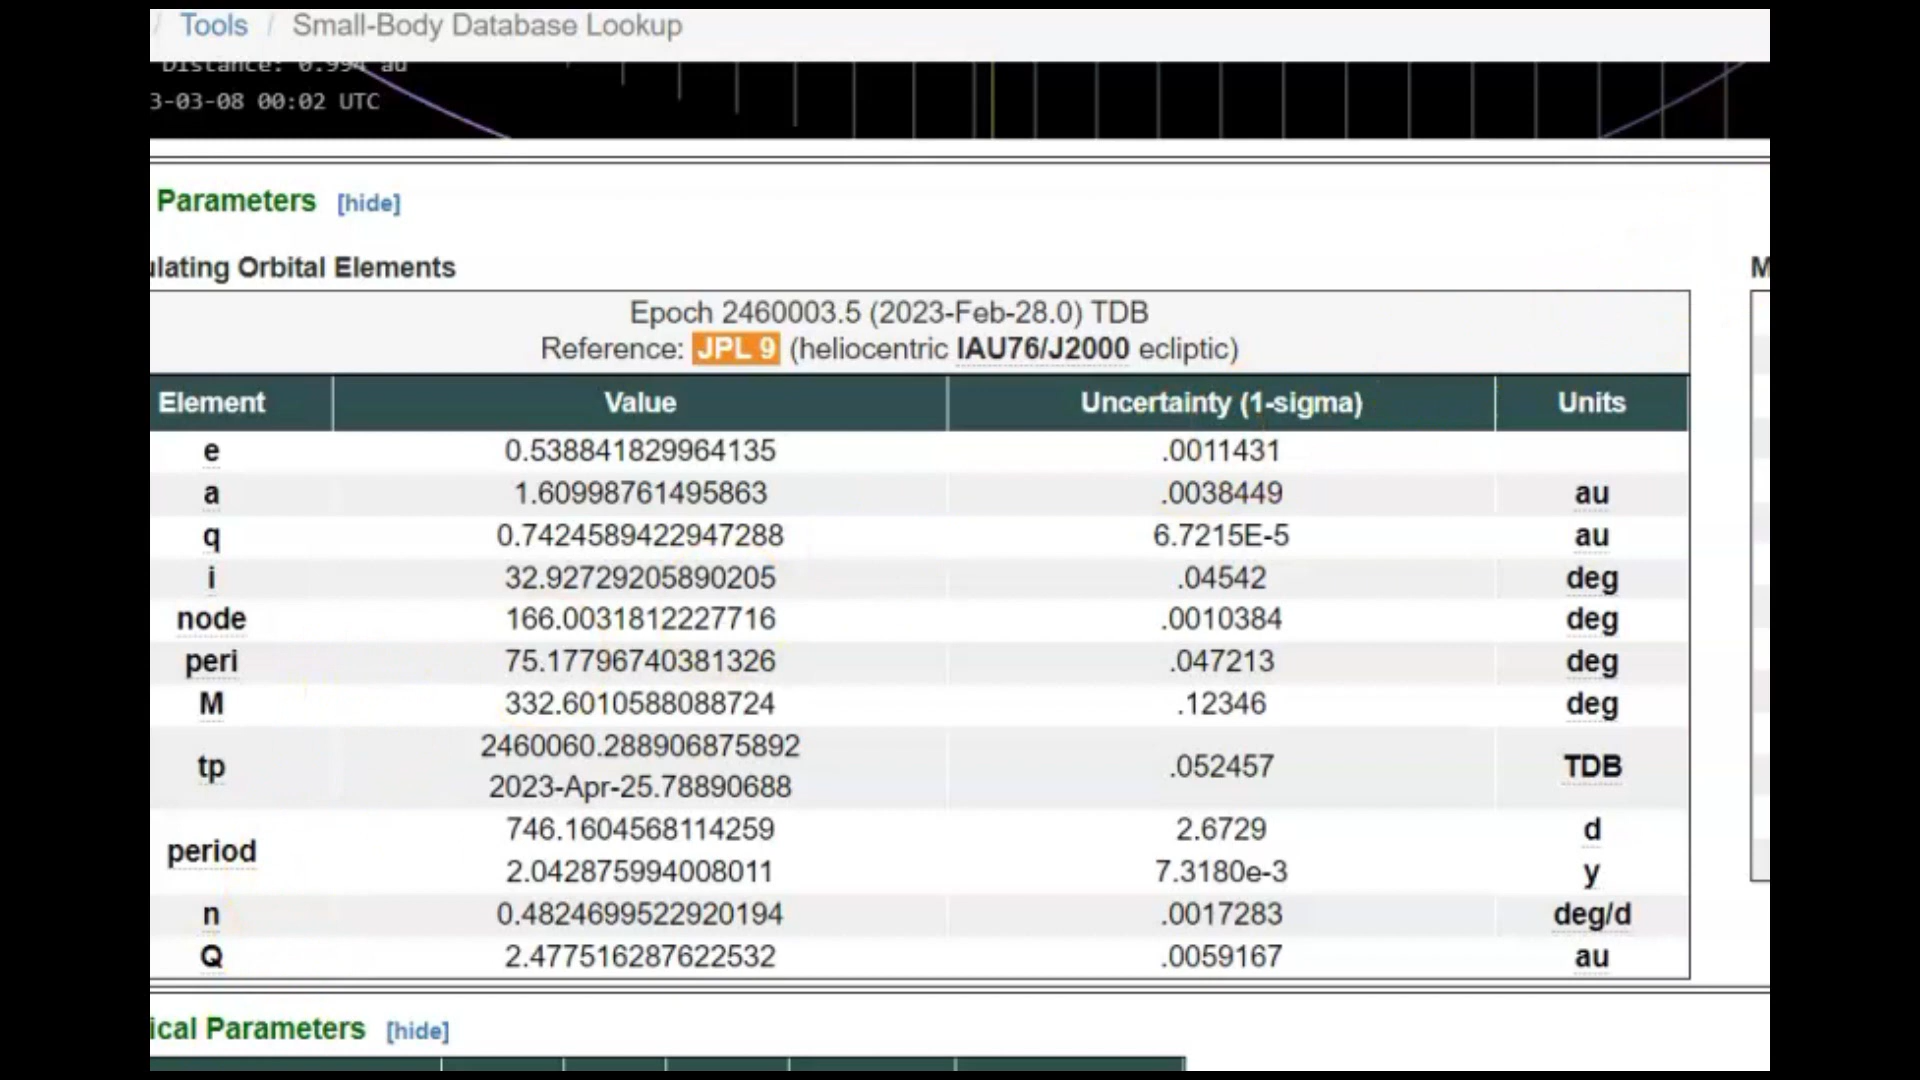 / Tools / Small-Body Database Lookup
Distance: 0.994 au
3-03-08 00:02 UTC
Parameters [hide]
ulating Orbital Elements
M
Epoch 2460003.5 (2023-Feb-28.0) TDB
Reference: JPL 9 (heliocentric IAU76/J2000 ecliptic)
Element Value Uncertainty (1-sigma) Units
e 0.538841829964135 .0011431
a 1.60998761495863 .0038449 au
q 0.7424589422947288 6.7215E-5 au
i 32.92729205890205 .04542 deg
node 166.0031812227716 .0010384 deg
peri 75.17796740381326 .047213 deg
M 332.6010588088724 .12346 deg
tp 2460060.288906875892 .052457 TDB
2023-Apr-25.78890688
period 746.1604568114259 2.6729 d
2.042875994008011 7.3180e-3 y
n 0.4824699522920194 .0017283 deg/d
Q 2.477516287622532 .0059167 au
ical Parameters [hide]